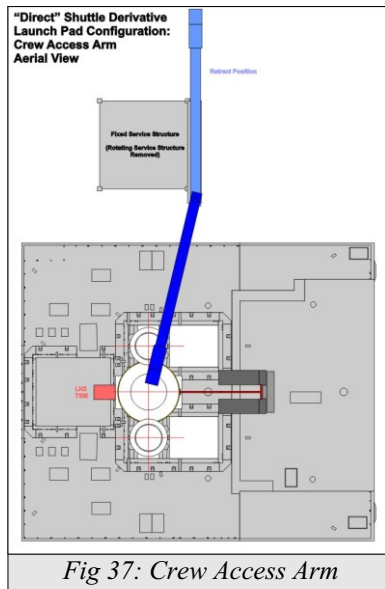 “Direct” Shuttle Derivative
Launch Pad Configuration:
Crew Access Arm
Aerial View
Retract Position
Fixed Service Structure
(Rotating Service Structure
Removed)
LH2
TSM
Fig 37: Crew Access Arm